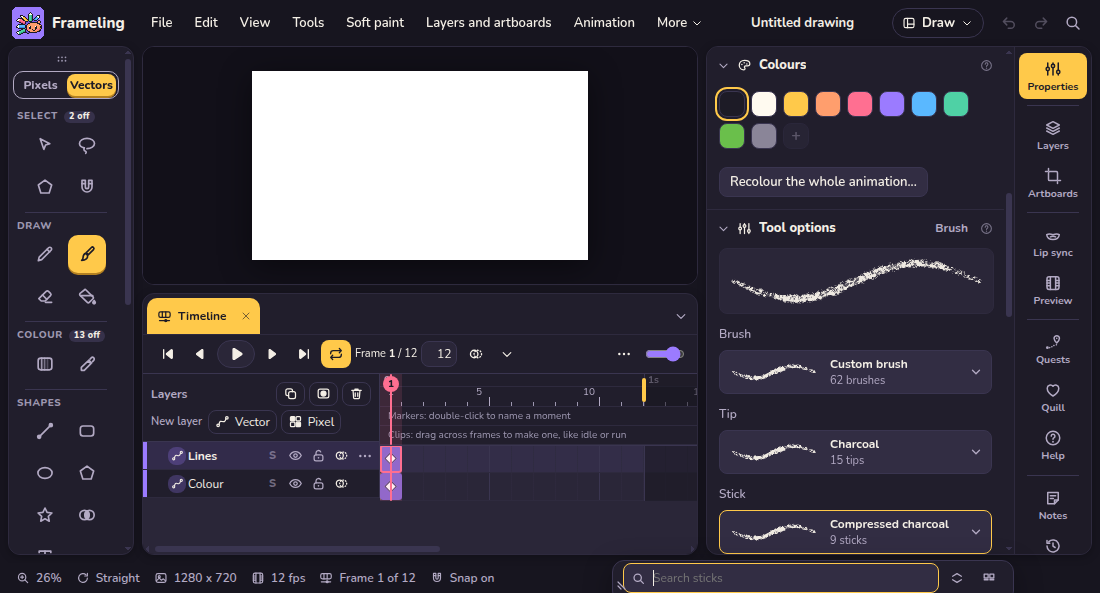 Frameling
File Edit View Tools Soft paint Layers and artboards Animation More
Untitled drawing
Draw
Pixels Vectors
SELECT 2 off
DRAW
COLOUR 13 off
SHAPES
Timeline
Frame 1 / 12 12
Layers
New layer Vector Pixel
1 5 10 1s
Markers: double-click to name a moment
Clips: drag across frames to make one, like idle or run
Lines S
Colour S
Colours
Recolour the whole animation...
Tool options Brush
Brush
Custom brush
62 brushes
Tip
Charcoal
15 tips
Stick
Compressed charcoal
9 sticks
Search sticks
Properties
Layers
Artboards
Lip sync
Preview
Quests
Quill
Help
Notes
26% Straight 1280 x 720 12 fps Frame 1 of 12 Snap on